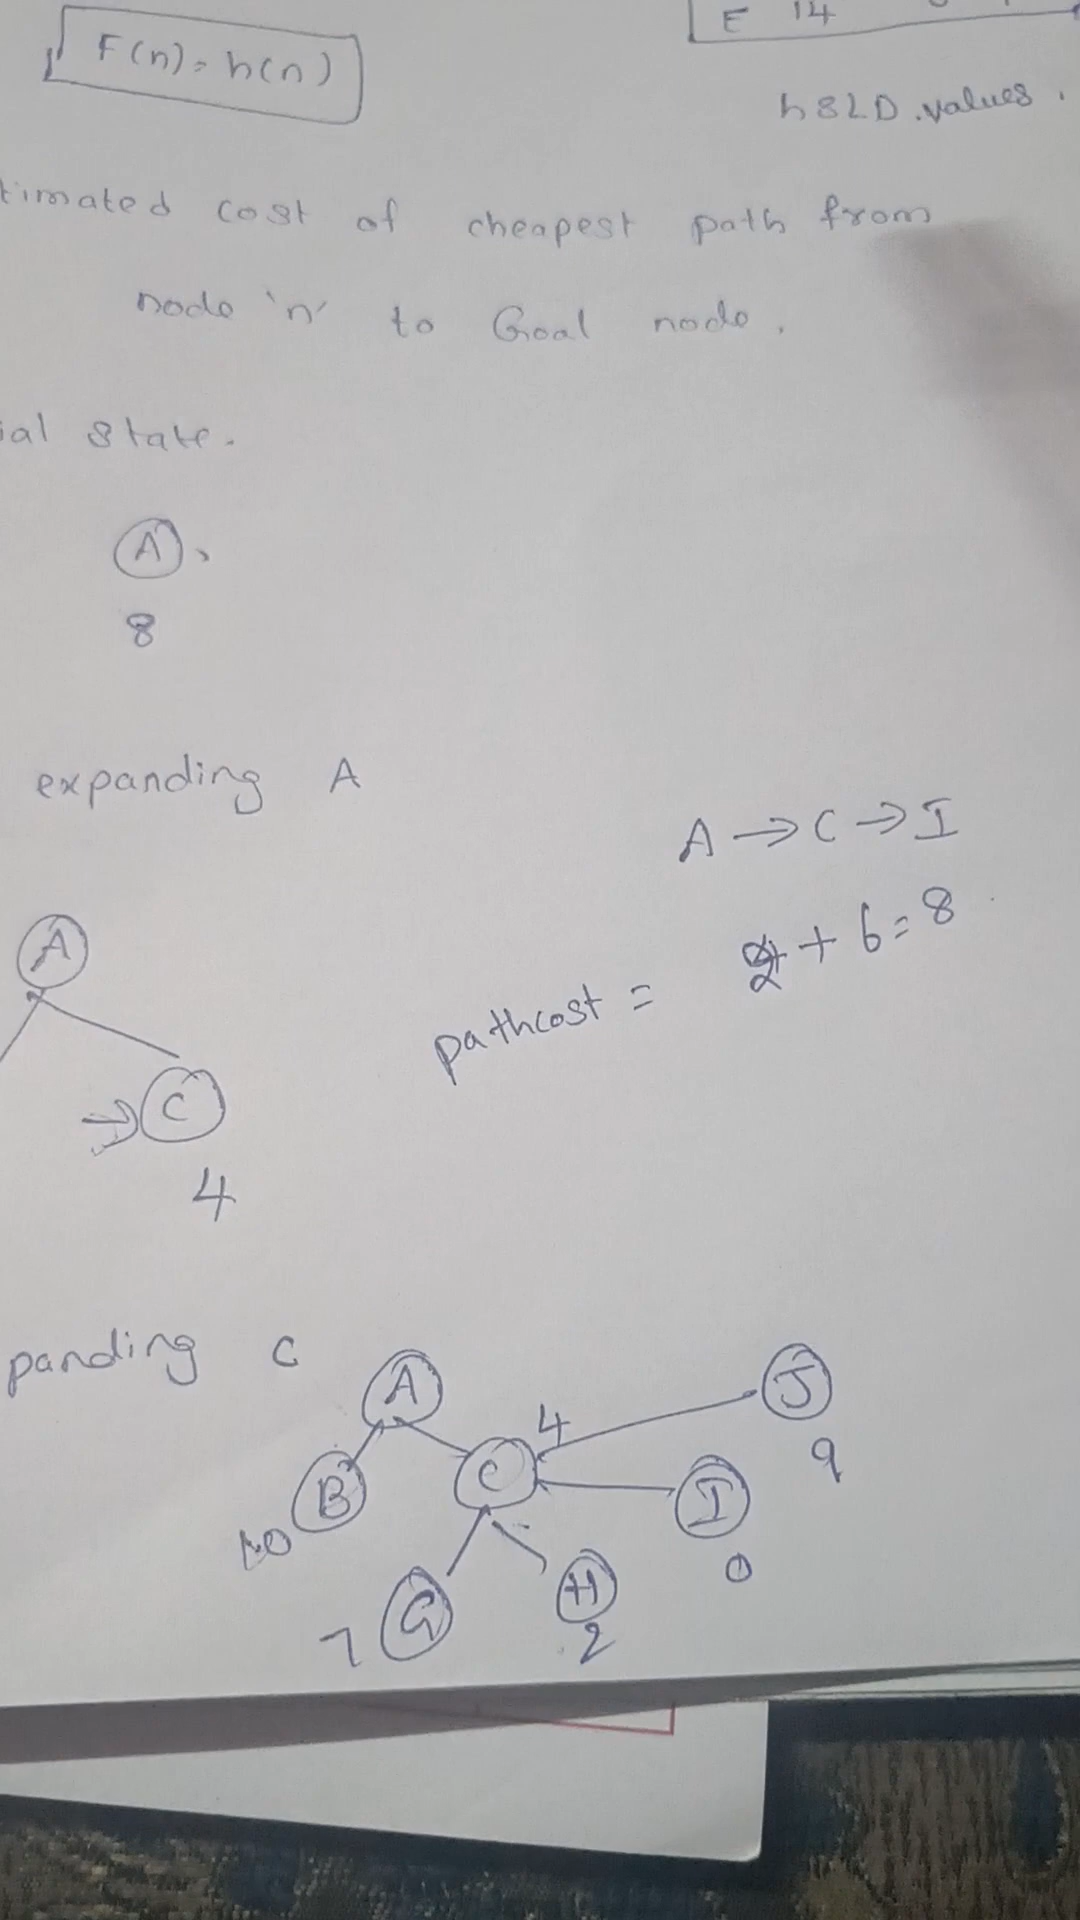 E 14
F(n) = h(n)
hSLD values.
timated cost of cheapest path from
node 'n' to Goal node.
ial state.
A
8
expanding A
A → C → I
pathcost = 2 + 6 = 8
A
→ C
4
panding C
A
J
4
9
C
B
I
10
0
H
G
7
2